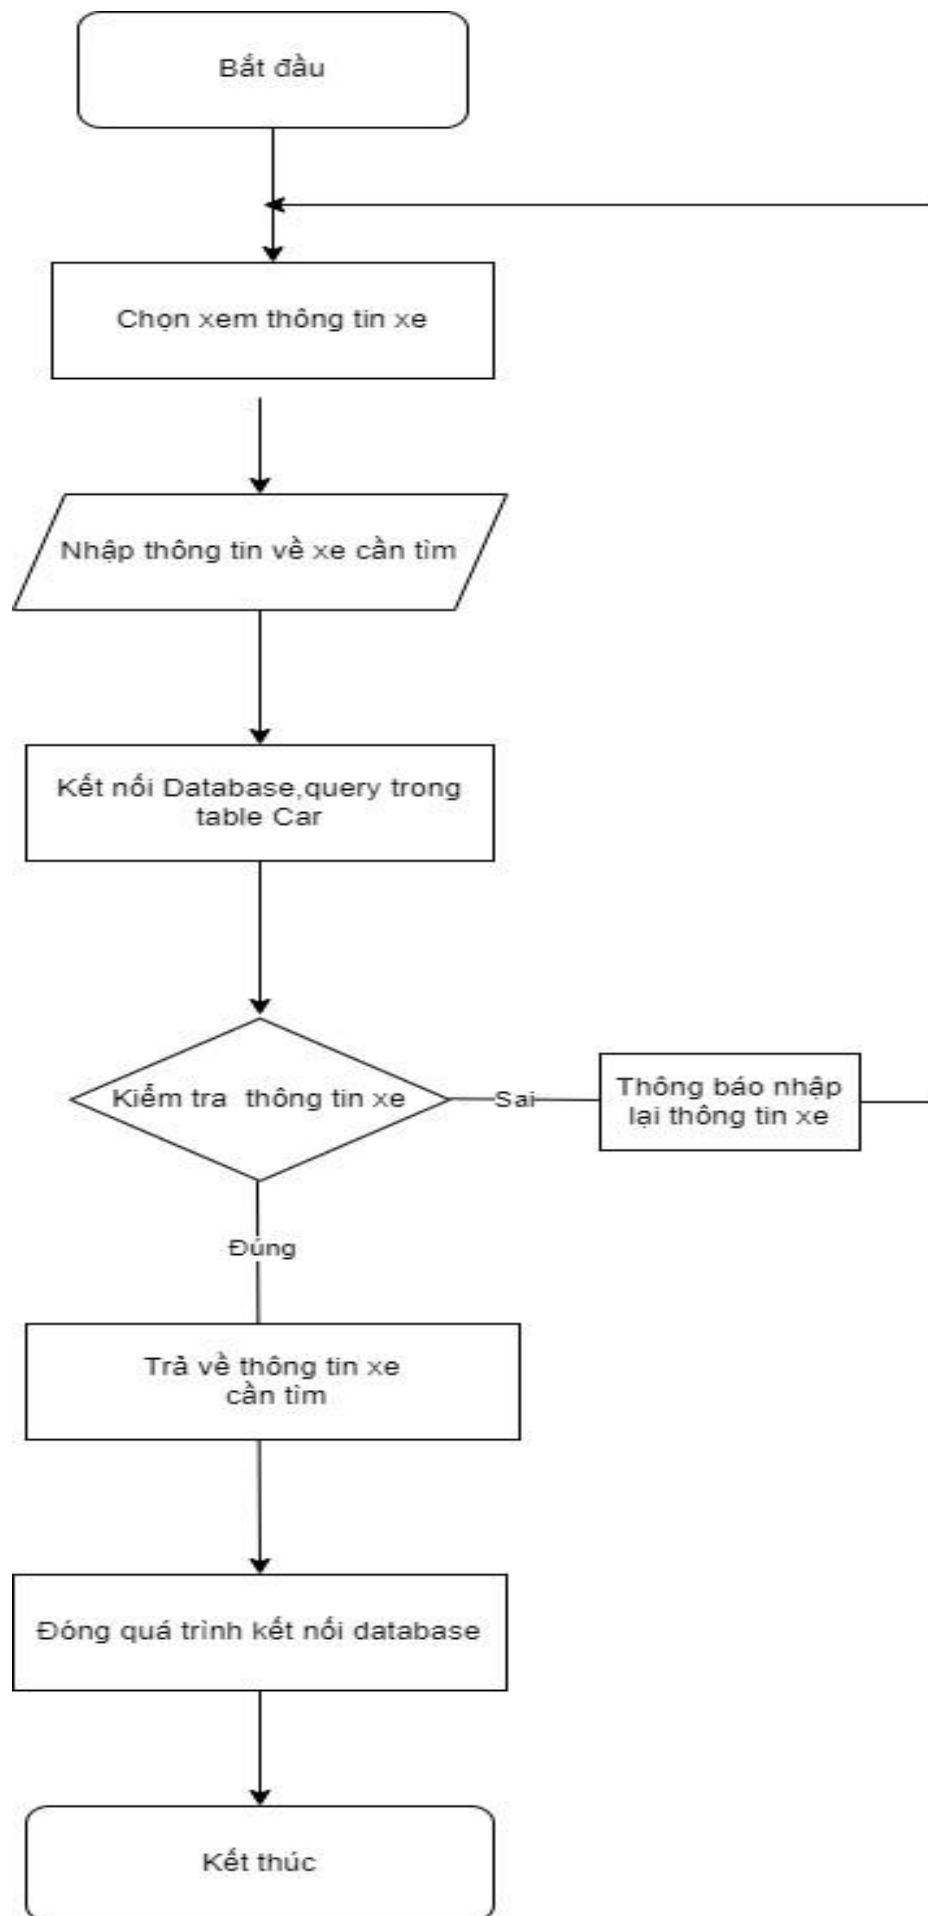 Bắt đầu
Chọn xem thông tin xe
Nhập thông tin về xe cần tìm
Kết nối Database,query trong
table Car
Kiểm tra thông tin xe
Sai
Thông báo nhập
lại thông tin xe
Đúng
Trả về thông tin xe
cần tìm
Đóng quá trình kết nối database
Kết thúc